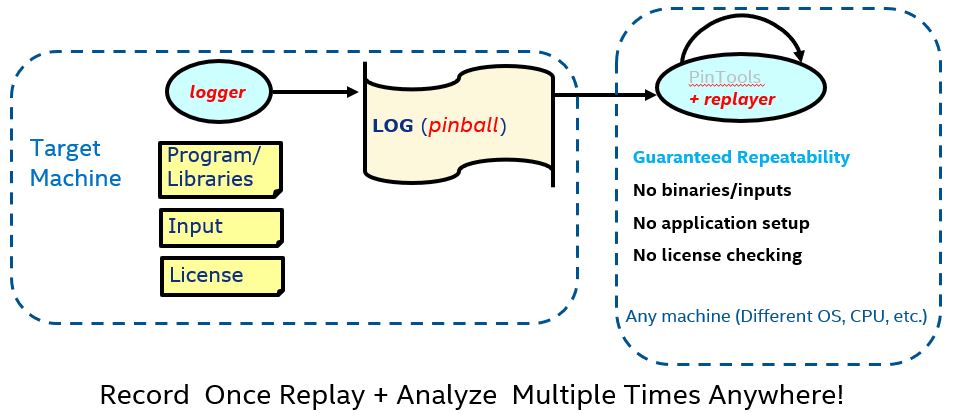 Target
Machine
logger
Program/
Libraries
Input
License
LOG (pinball)
PinTools
+ replayer
Guaranteed Repeatability
No binaries/inputs
No application setup
No license checking
Any machine (Different OS, CPU, etc.)
Record Once Replay + Analyze Multiple Times Anywhere!